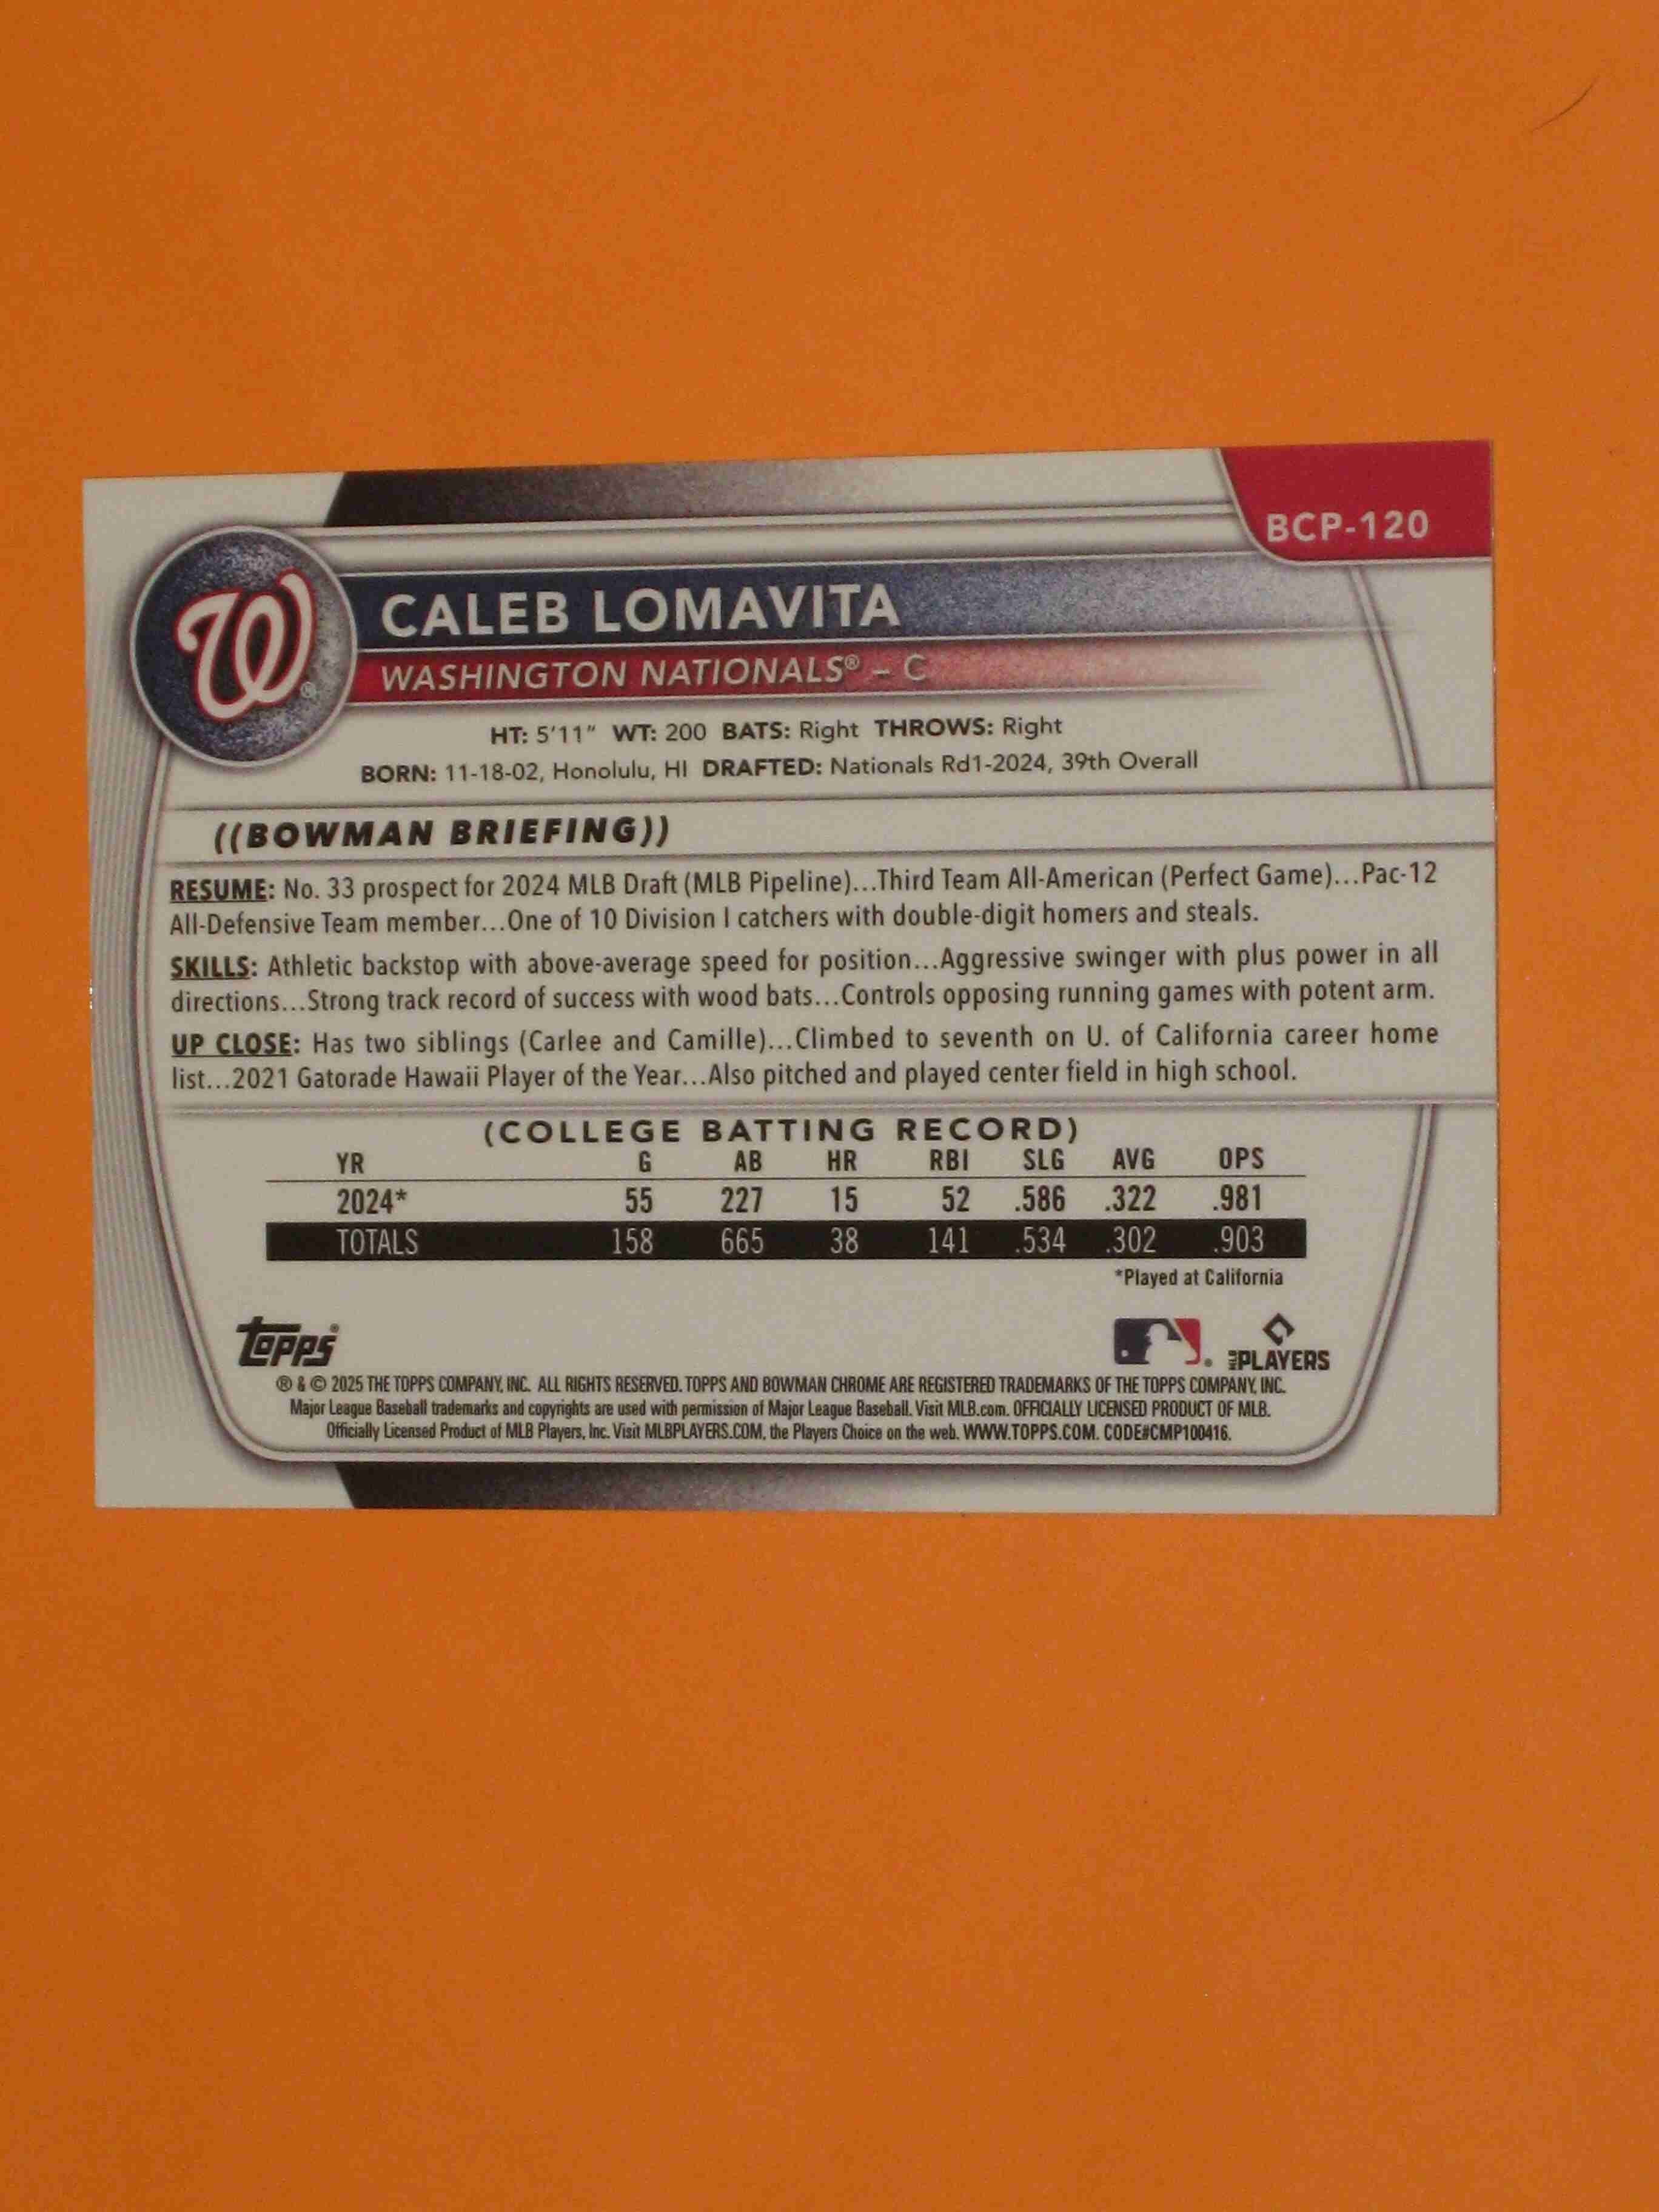 BCP-120
W®
CALEB LOMAVITA
WASHINGTON NATIONALS® – C
HT: 5'11" WT: 200 BATS: Right THROWS: Right
BORN: 11-18-02, Honolulu, HI DRAFTED: Nationals Rd1-2024, 39th Overall
((BOWMAN BRIEFING))
RESUME: No. 33 prospect for 2024 MLB Draft (MLB Pipeline)...Third Team All-American (Perfect Game)...Pac-12
All-Defensive Team member...One of 10 Division I catchers with double-digit homers and steals.
SKILLS: Athletic backstop with above-average speed for position...Aggressive swinger with plus power in all
directions...Strong track record of success with wood bats...Controls opposing running games with potent arm.
UP CLOSE: Has two siblings (Carlee and Camille)...Climbed to seventh on U. of California career home
list...2021 Gatorade Hawaii Player of the Year...Also pitched and played center field in high school.
(COLLEGE BATTING RECORD)
YR G AB HR RBI SLG AVG OPS
2024* 55 227 15 52 .586 .322 .981
TOTALS 158 665 38 141 .534 .302 .903
*Played at California
Topps® MLB PLAYERS
® & © 2025 THE TOPPS COMPANY, INC. ALL RIGHTS RESERVED. TOPPS AND BOWMAN CHROME ARE REGISTERED TRADEMARKS OF THE TOPPS COMPANY, INC.
Major League Baseball trademarks and copyrights are used with permission of Major League Baseball. Visit MLB.com. OFFICIALLY LICENSED PRODUCT OF MLB.
Officially Licensed Product of MLB Players, Inc. Visit MLBPLAYERS.COM, the Players Choice on the web. WWW.TOPPS.COM. CODE#CMP100416.